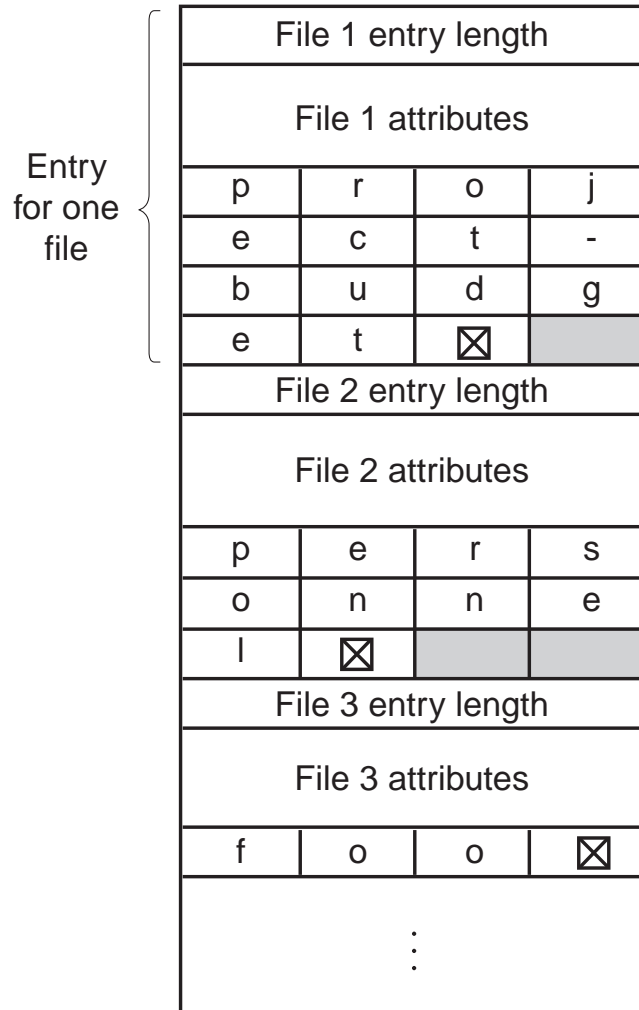 File 1 entry length
File 1 attributes
Entry
for one
file
p r o j
e c t -
b u d g
e t ☒
File 2 entry length
File 2 attributes
p e r s
o n n e
l ☒
File 3 entry length
File 3 attributes
f o o ☒
⋮